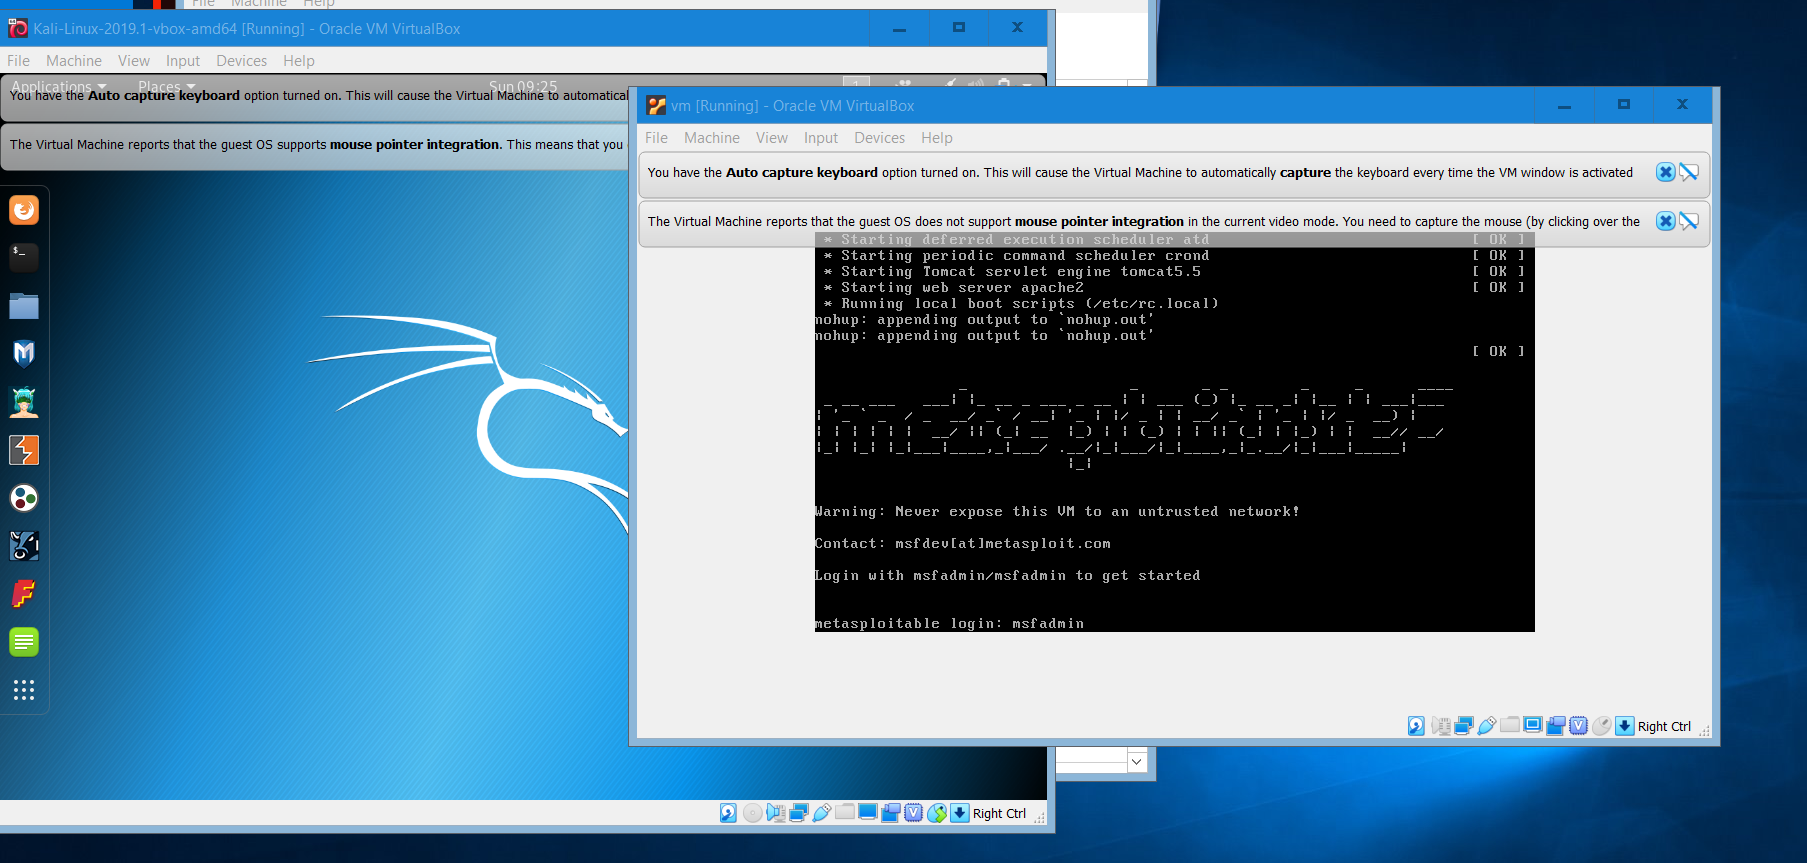 File Machine Help
Kali-Linux-2019.1-vbox-amd64 [Running] - Oracle VM VirtualBox
File Machine View Input Devices Help
Applications Places Sun 09:25 1
You have the Auto capture keyboard option turned on. This will cause the Virtual Machine to automatical
The Virtual Machine reports that the guest OS supports mouse pointer integration. This means that you
vm [Running] - Oracle VM VirtualBox
File Machine View Input Devices Help
You have the Auto capture keyboard option turned on. This will cause the Virtual Machine to automatically capture the keyboard every time the VM window is activated
The Virtual Machine reports that the guest OS does not support mouse pointer integration in the current video mode. You need to capture the mouse (by clicking over the
* Starting deferred execution scheduler atd [ OK ]
* Starting periodic command scheduler crond [ OK ]
* Starting Tomcat servlet engine tomcat5.5 [ OK ]
* Starting web server apache2 [ OK ]
* Running local boot scripts (/etc/rc.local)
nohup: appending output to `nohup.out'
nohup: appending output to `nohup.out'
[ OK ]
metasploitable2
Warning: Never expose this VM to an untrusted network!
Contact: msfdev[at]metasploit.com
Login with msfadmin/msfadmin to get started
metasploitable login: msfadmin
Right Ctrl
Right Ctrl